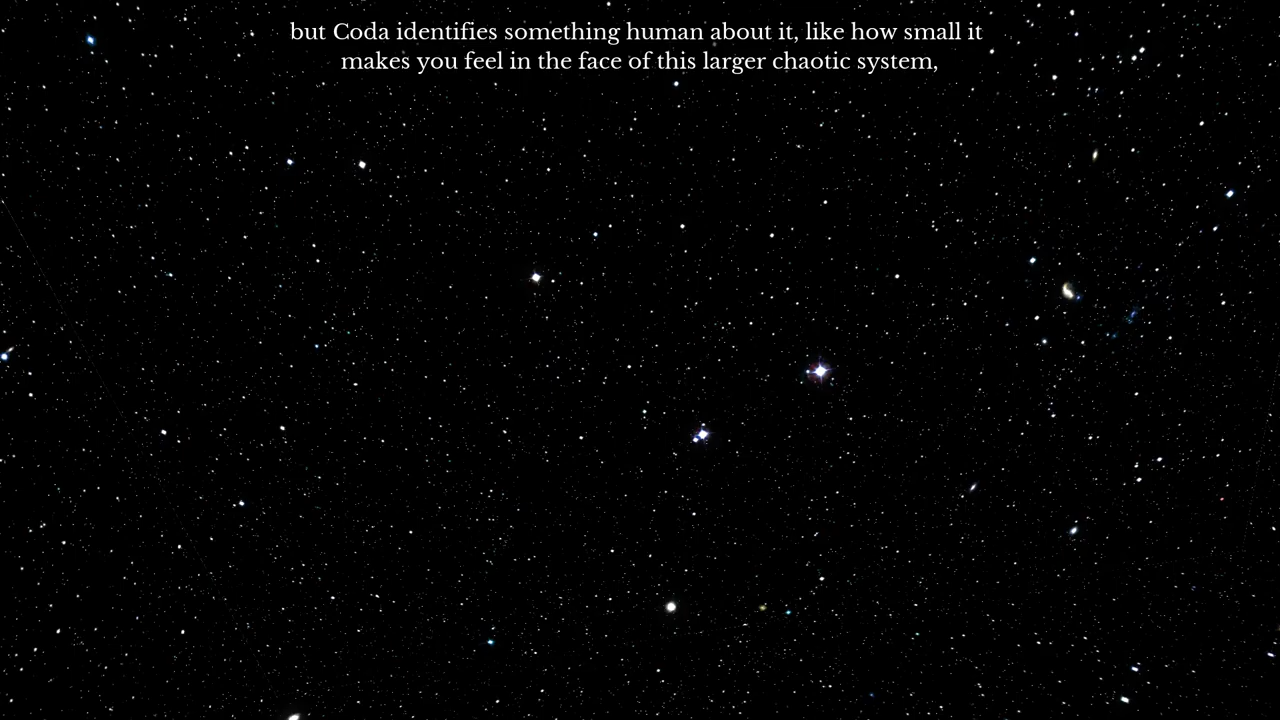 but Coda identifies something human about it, like how small it
makes you feel in the face of this larger chaotic system,